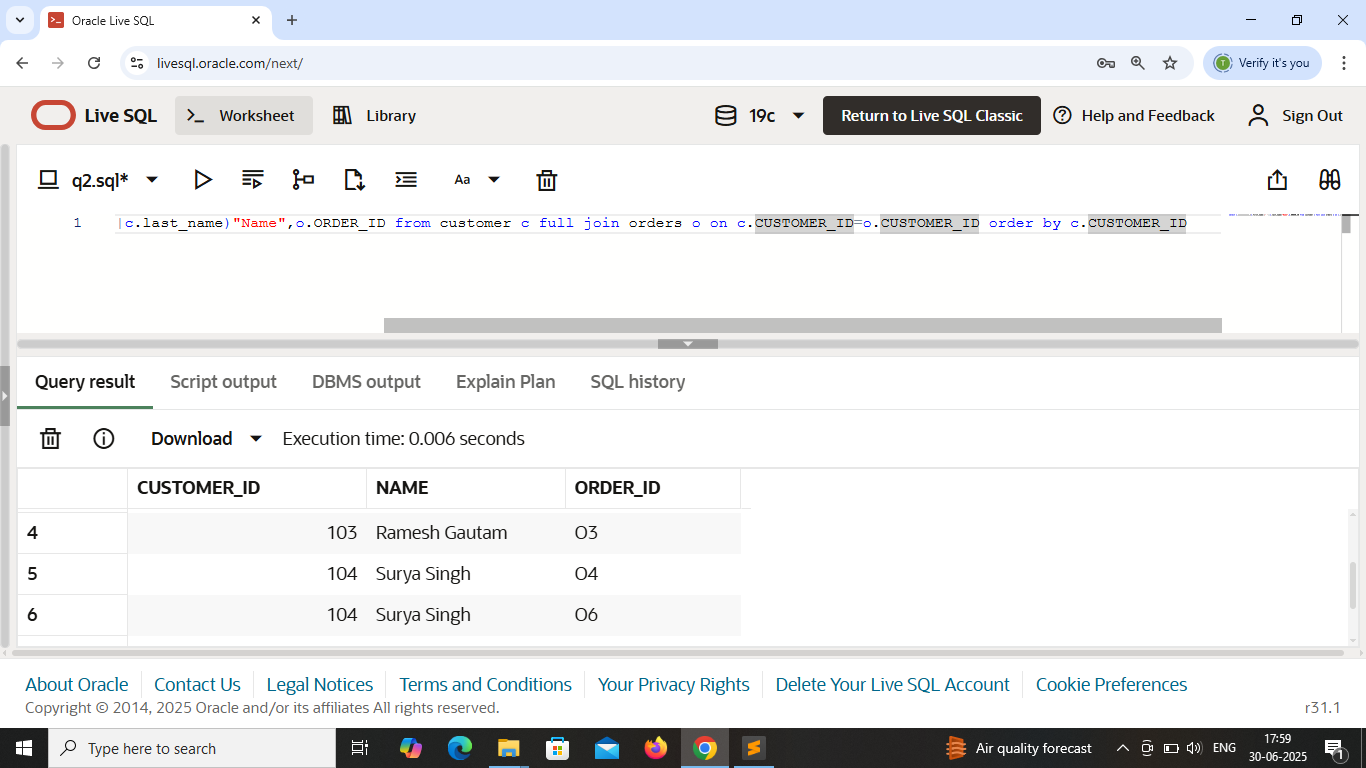 Oracle Live SQL
livesql.oracle.com/next/
T
Verify it's you
Live SQL
Worksheet
Library
19c
Return to Live SQL Classic
Help and Feedback
Sign Out
q2.sql*
Aa
1 |c.last_name)"Name",o.ORDER_ID from customer c full join orders o on c.CUSTOMER_ID=o.CUSTOMER_ID order by c.CUSTOMER_ID
Query result
Script output
DBMS output
Explain Plan
SQL history
Download
Execution time: 0.006 seconds
CUSTOMER_ID NAME ORDER_ID
4 103 Ramesh Gautam O3
5 104 Surya Singh O4
6 104 Surya Singh O6
About Oracle
Contact Us
Legal Notices
Terms and Conditions
Your Privacy Rights
Delete Your Live SQL Account
Cookie Preferences
Copyright © 2014, 2025 Oracle and/or its affiliates All rights reserved.
r31.1
Type here to search
Air quality forecast
ENG
17:59
30-06-2025
1